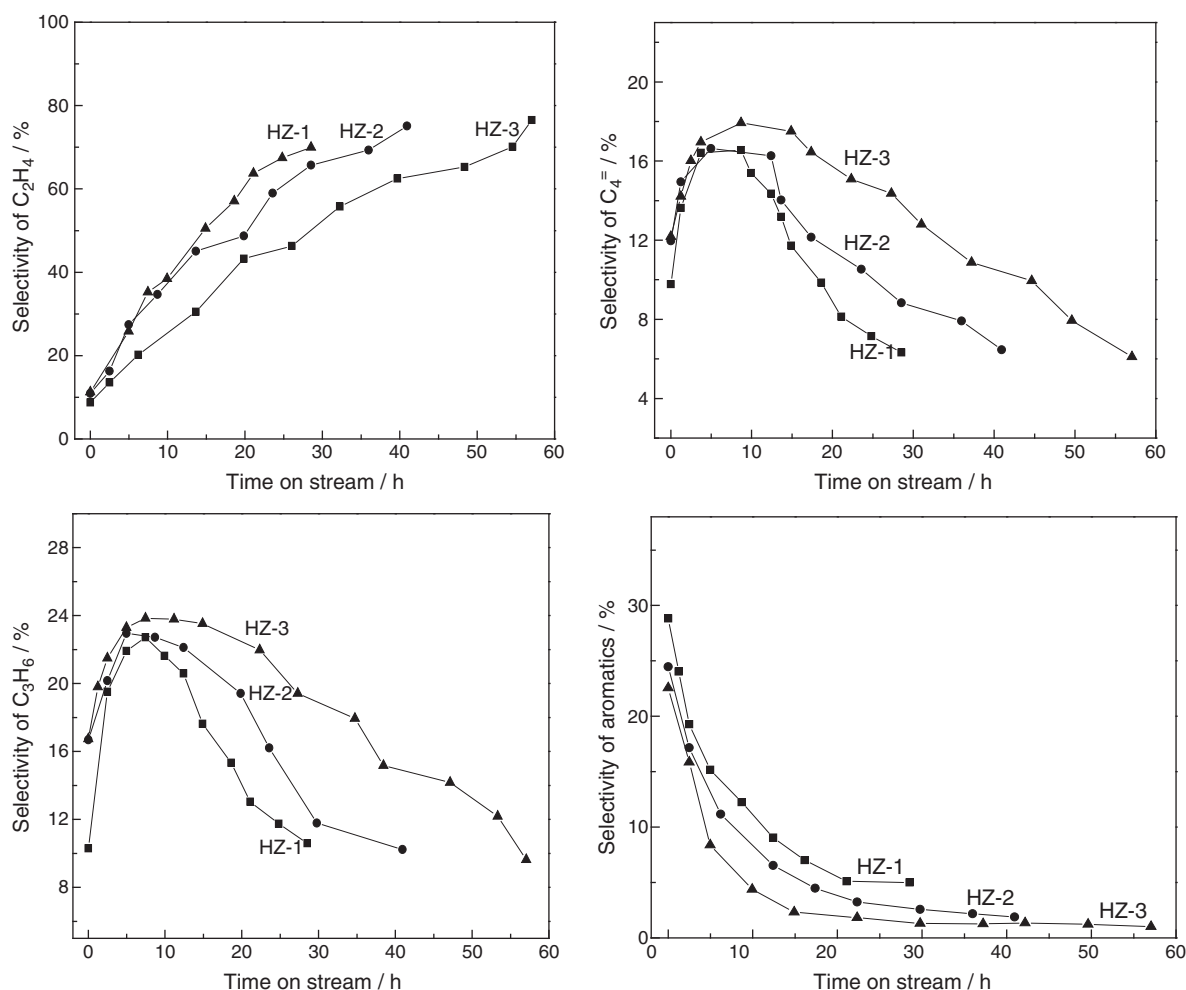 100
80
60
40
20
0
Selectivity of C₂H₄ / %
HZ-1
HZ-2
HZ-3
0 10 20 30 40 50 60
Time on stream / h
20
16
12
8
4
Selectivity of C₄⁼ / %
HZ-3
HZ-2
HZ-1
0 10 20 30 40 50 60
Time on stream / h
28
24
20
16
12
8
Selectivity of C₃H₆ / %
HZ-3
HZ-2
HZ-1
0 10 20 30 40 50 60
Time on stream / h
30
20
10
0
Selectivity of aromatics / %
HZ-1
HZ-2
HZ-3
0 10 20 30 40 50 60
Time on stream / h